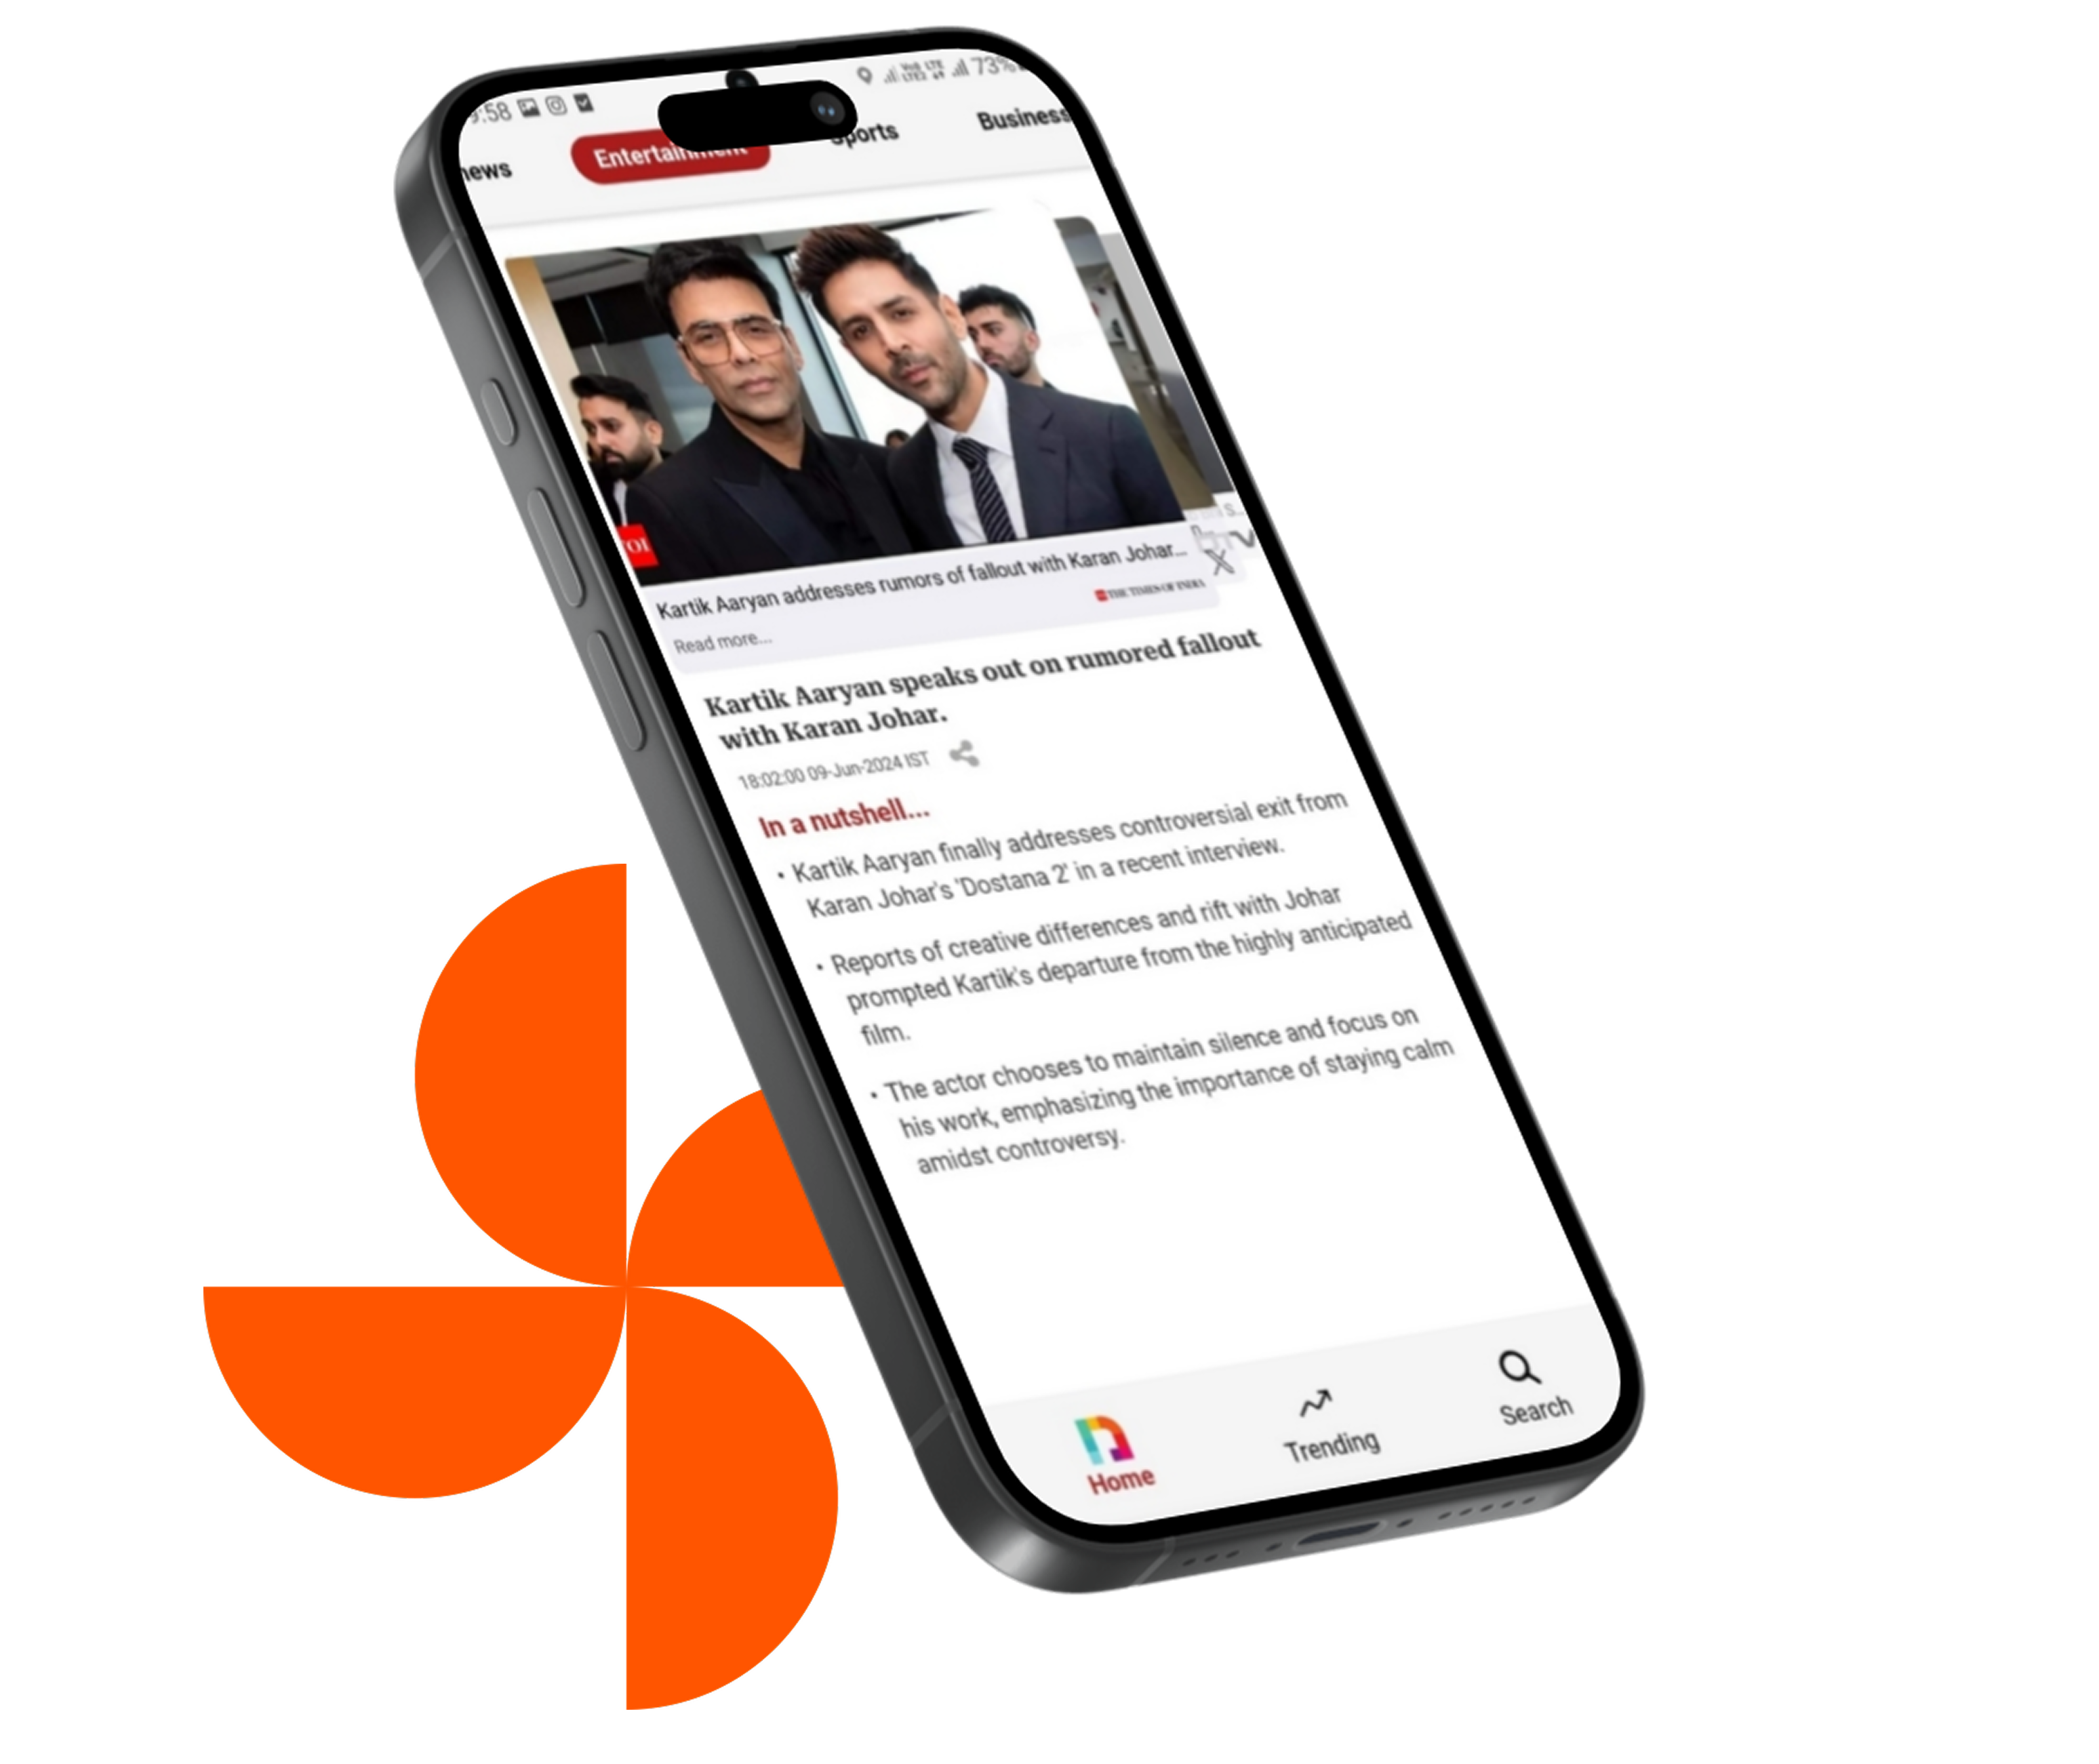 :58
Vo9 LTE
LTE2
73%
news
Entertainment
Sports
Business
TOI
Kartik Aaryan addresses rumors of fallout with Karan Johar...
THE TIMES OF INDIA
Read more...
n...
s...
X
Kartik Aaryan speaks out on rumored fallout
with Karan Johar.
18:02:00 09-Jun-2024 IST
In a nutshell...
• Kartik Aaryan finally addresses controversial exit from
Karan Johar's 'Dostana 2' in a recent interview.
• Reports of creative differences and rift with Johar
prompted Kartik's departure from the highly anticipated
film.
• The actor chooses to maintain silence and focus on
his work, emphasizing the importance of staying calm
amidst controversy.
Home
Trending
Search